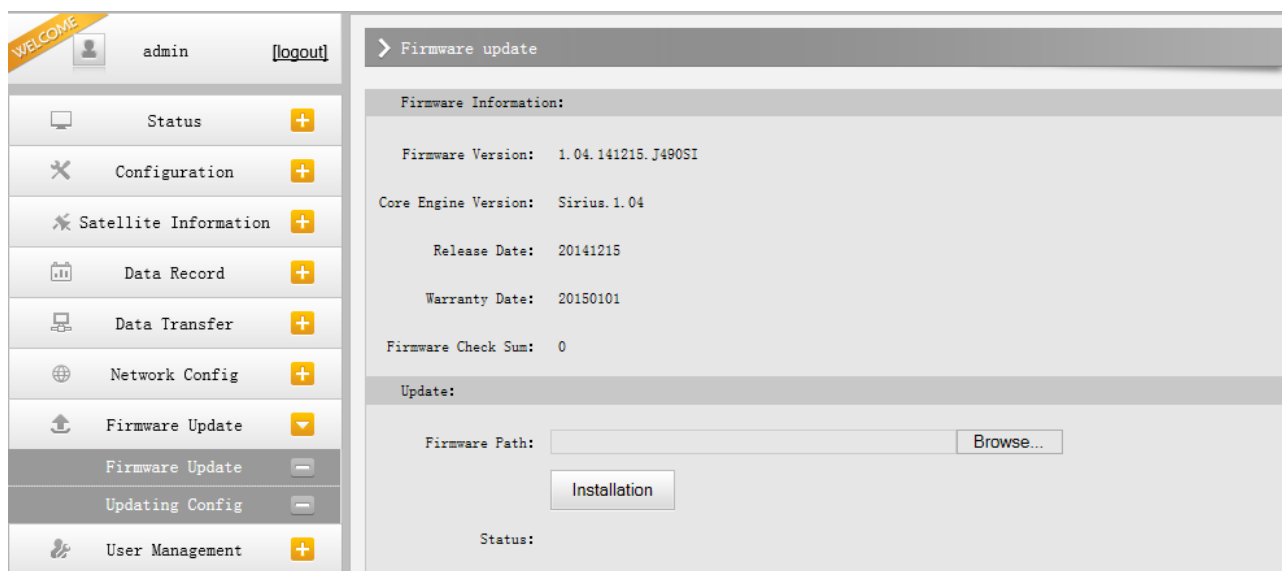 WELCOME
admin [logout]
Status
Configuration
Satellite Information
Data Record
Data Transfer
Network Config
Firmware Update
Firmware Update
Updating Config
User Management
Firmware update
Firmware Information:
Firmware Version: 1.04.141215.J490SI
Core Engine Version: Sirius.1.04
Release Date: 20141215
Warranty Date: 20150101
Firmware Check Sum: 0
Update:
Firmware Path: Browse...
Installation
Status: